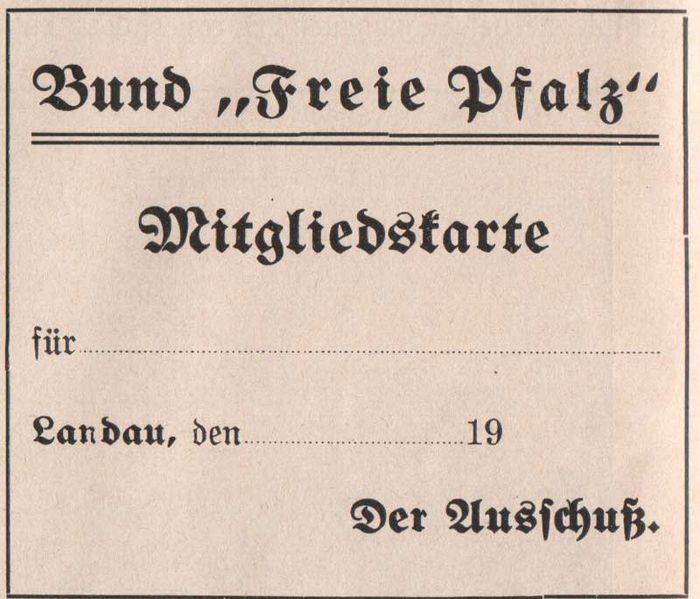 Bund „Freie Pfalz“
Mitgliedskarte
für
Landau, den 19
Der Ausschuß.